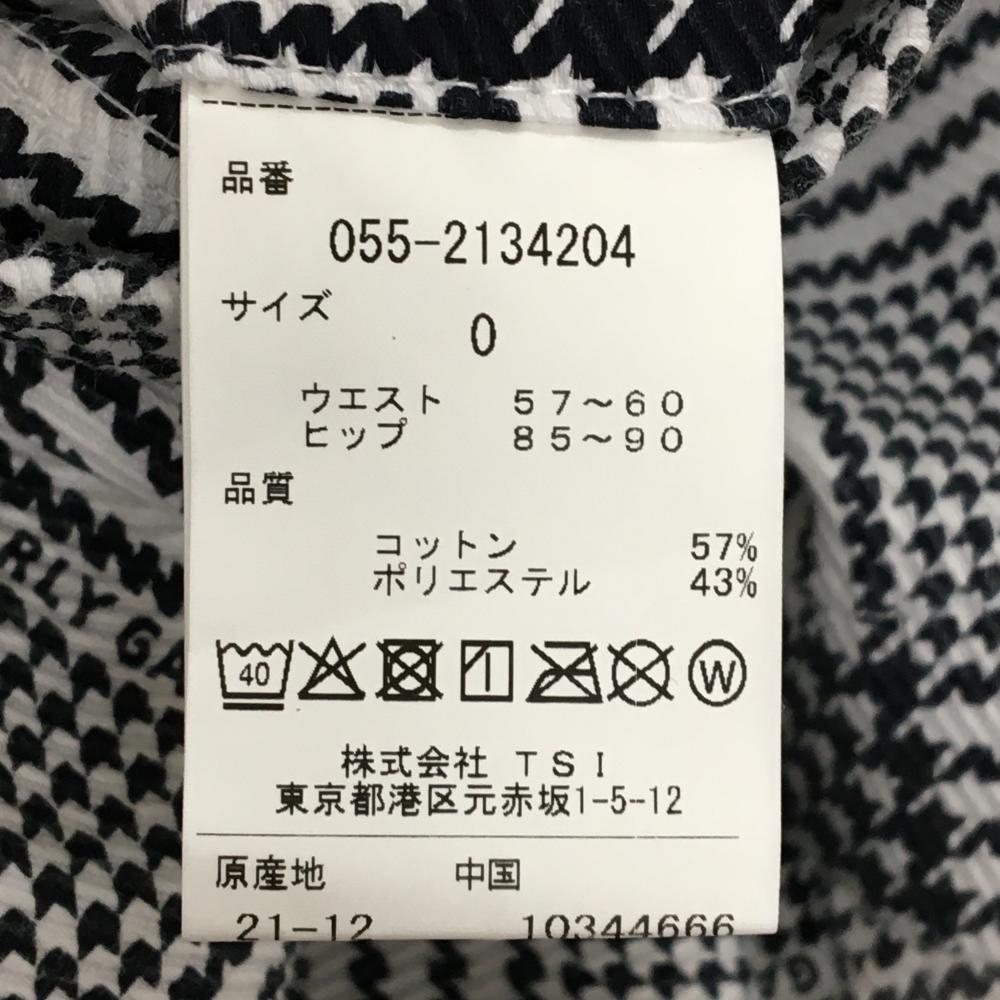 品番
055-2134204
サイズ
0
ウエスト 57～60
ヒップ 85～90
品質
コットン 57%
ポリエステル 43%
40 W
株式会社 TSI
東京都港区元赤坂1-5-12
原産地 中国
21-12 10344666
RLY GA